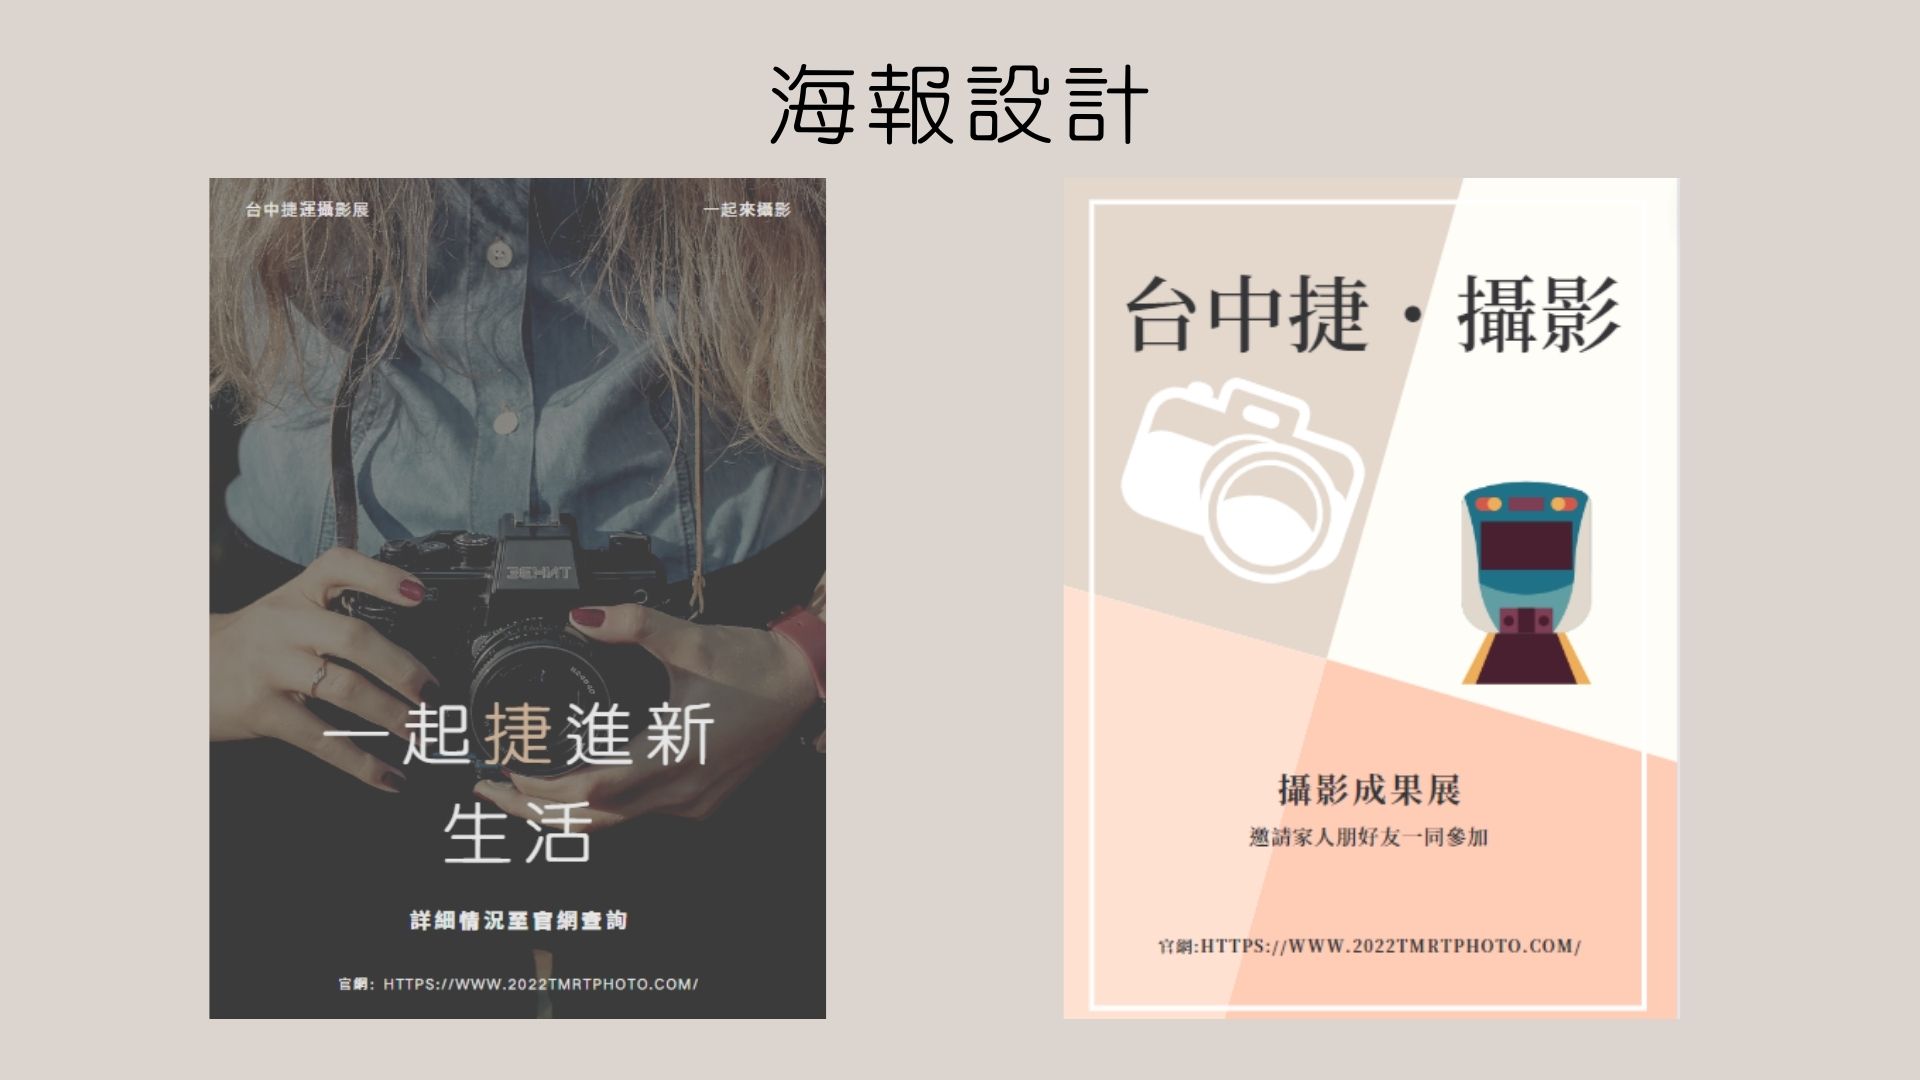 海報設計
台中捷運攝影展
一起來攝影
ЗЕНИТ
一起捷進新
生活
詳細情況至官網查詢
官網: HTTPS://WWW.2022TMRTPHOTO.COM/
台中捷·攝影
攝影成果展
邀請家人朋好友一同參加
官網:HTTPS://WWW.2022TMRTPHOTO.COM/